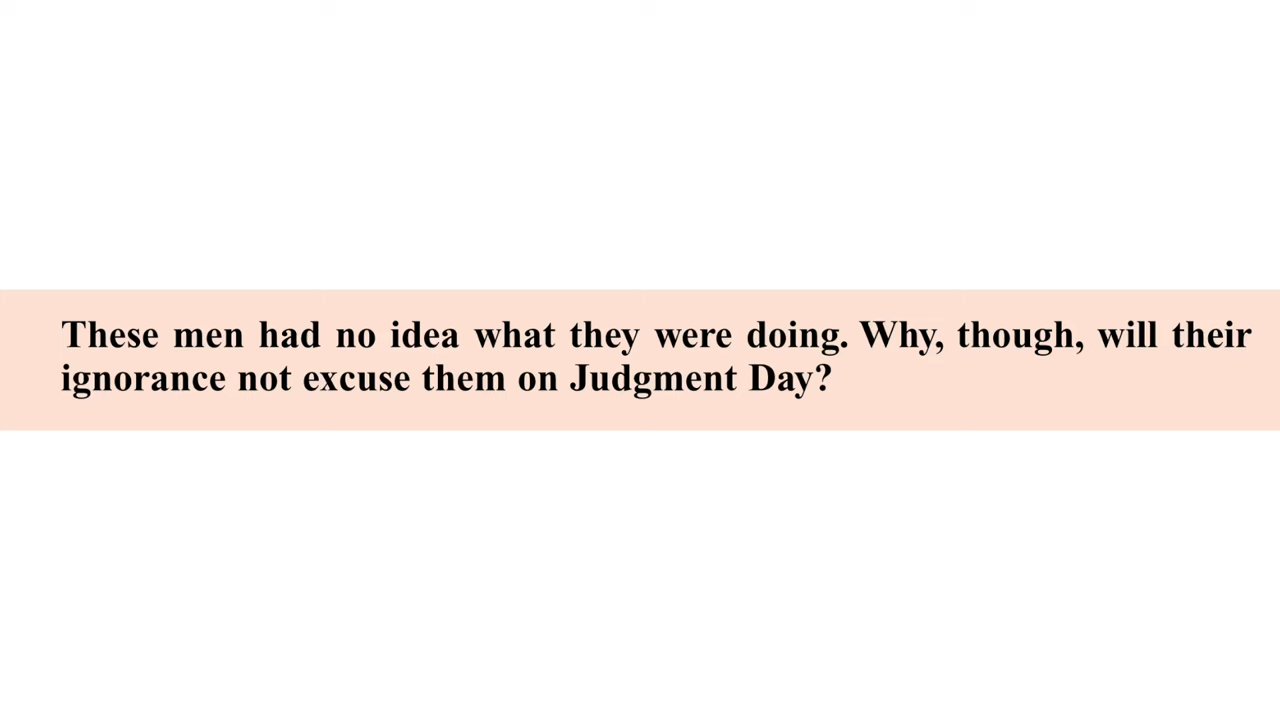 These men had no idea what they were doing. Why, though, will their
ignorance not excuse them on Judgment Day?